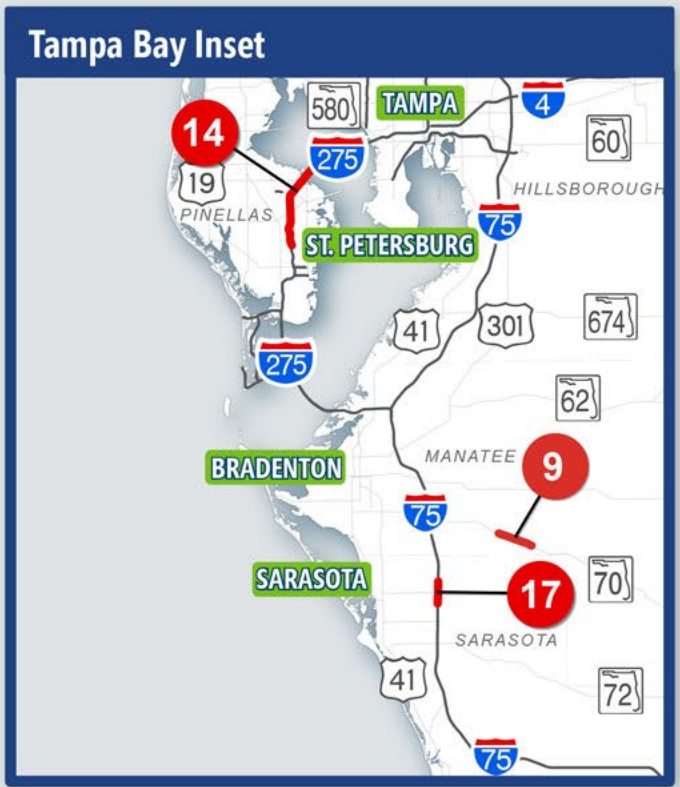 Tampa Bay Inset
580
TAMPA
4
14
60
275
19
HILLSBOROUGH
PINELLAS
75
ST. PETERSBURG
41
301
674
275
62
MANATEE
9
BRADENTON
75
SARASOTA
70
17
SARASOTA
41
72
75